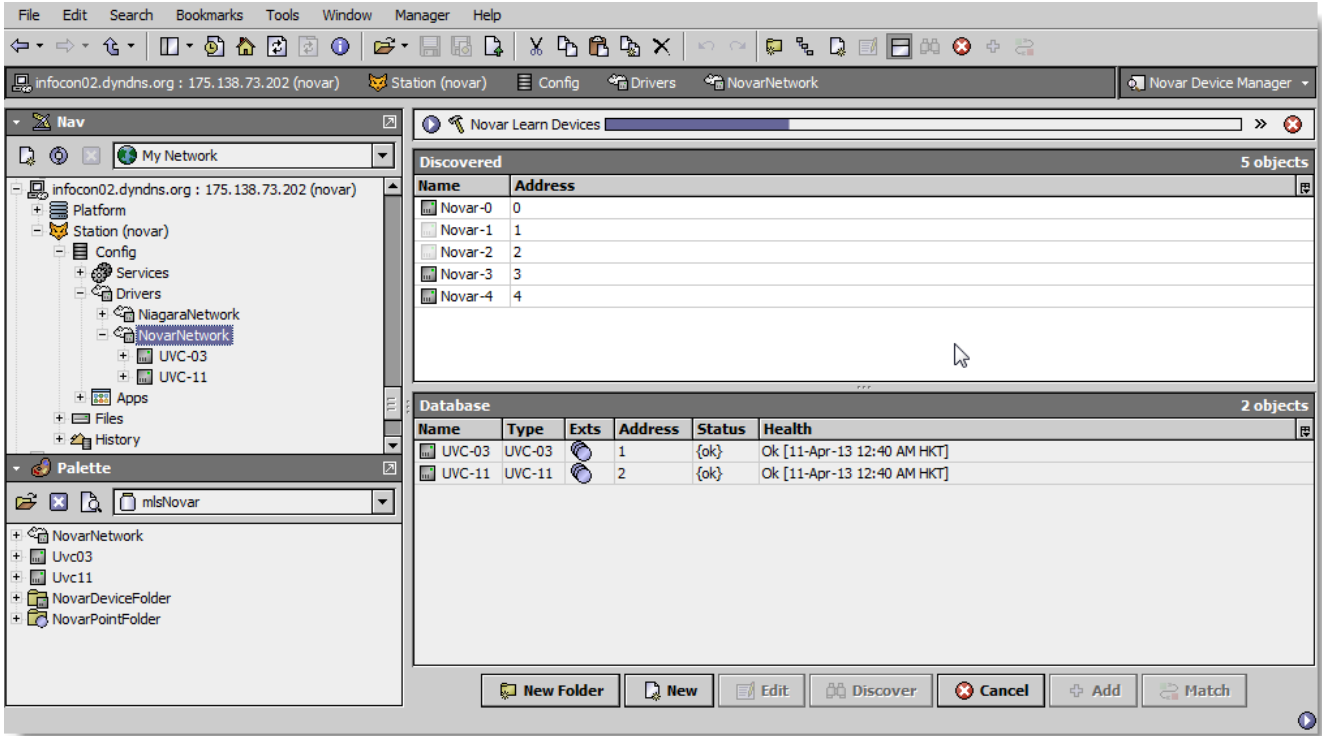 File Edit Search Bookmarks Tools Window Manager Help
infocon02.dyndns.org : 175.138.73.202 (novar) Station (novar) Config Drivers NovarNetwork Novar Device Manager
Nav
My Network
infocon02.dyndns.org : 175.138.73.202 (novar)
Platform
Station (novar)
Config
Services
Drivers
NiagaraNetwork
NovarNetwork
UVC-03
UVC-11
Apps
Files
History
Palette
mlsNovar
NovarNetwork
Uvc03
Uvc11
NovarDeviceFolder
NovarPointFolder
Novar Learn Devices »
Discovered 5 objects
Name Address
Novar-0 0
Novar-1 1
Novar-2 2
Novar-3 3
Novar-4 4
Database 2 objects
Name Type Exts Address Status Health
UVC-03 UVC-03 1 {ok} Ok [11-Apr-13 12:40 AM HKT]
UVC-11 UVC-11 2 {ok} Ok [11-Apr-13 12:40 AM HKT]
New Folder New Edit Discover Cancel Add Match